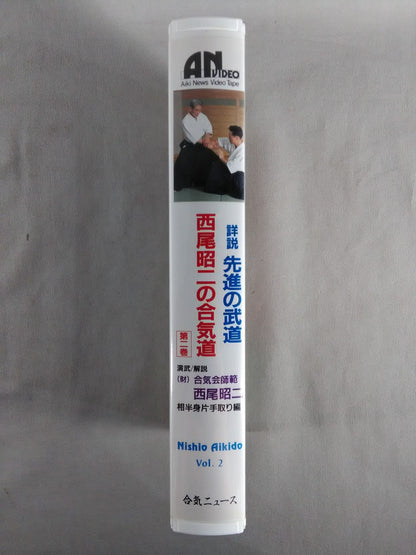 AN VIDEO
Aiki News Video Tape
詳説 先進の武道
西尾昭二の合気道
第二巻
演武/解説
(財) 合気会師範
西尾昭二
相半身片手取り編
Nishio Aikido
Vol. 2
合気ニュース